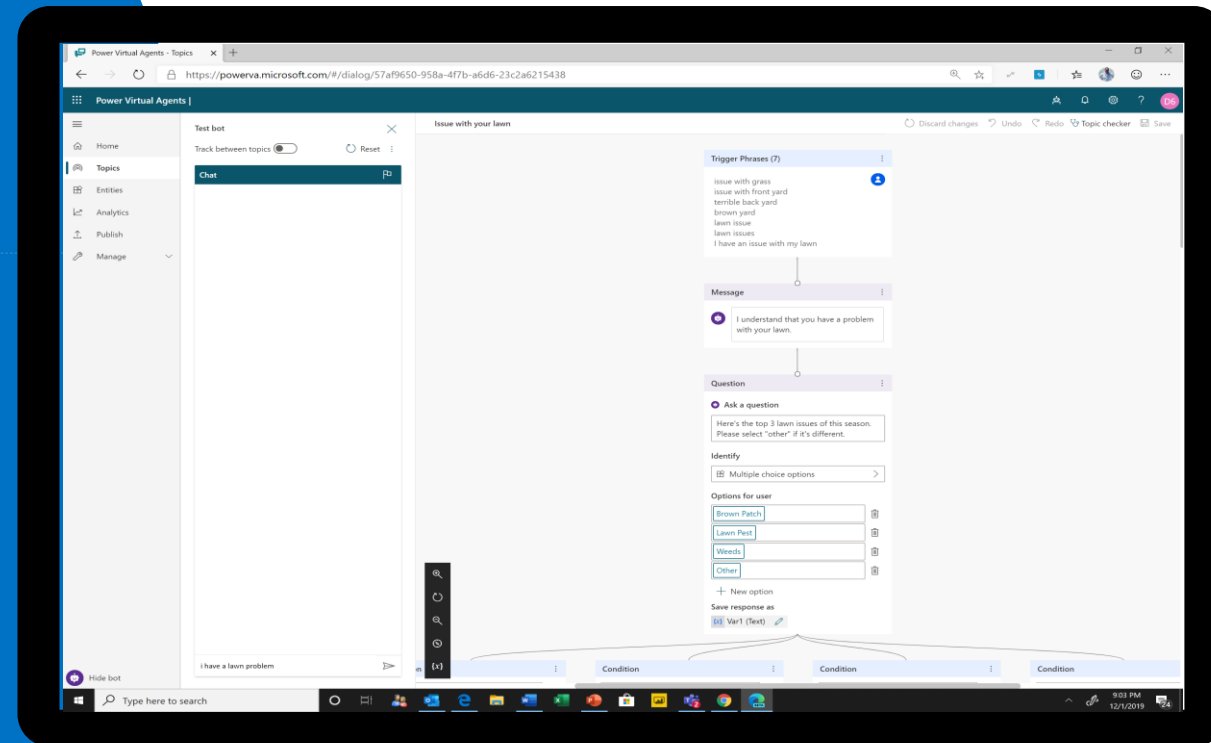 Power Virtual Agents - Topics
https://powerva.microsoft.com/#/dialog/57af9650-958a-4f7b-a6d6-23c2a6215438
Power Virtual Agents |
D6
Home
Topics
Entities
Analytics
Publish
Manage
Hide bot
Test bot
Track between topics
Reset
Chat
i have a lawn problem
Issue with your lawn
Discard changes
Undo
Redo
Topic checker
Save
Trigger Phrases (7)
issue with grass
issue with front yard
terrible back yard
brown yard
lawn issue
lawn issues
I have an issue with my lawn
Message
I understand that you have a problem
with your lawn.
Question
Ask a question
Here's the top 3 lawn issues of this season.
Please select "other" if it's different.
Identify
Multiple choice options
Options for user
Brown Patch
Lawn Pest
Weeds
Other
New option
Save response as
{x} Var1 (Text)
{x}
Condition
Condition
Condition
Type here to search
9:03 PM
12/1/2019
24